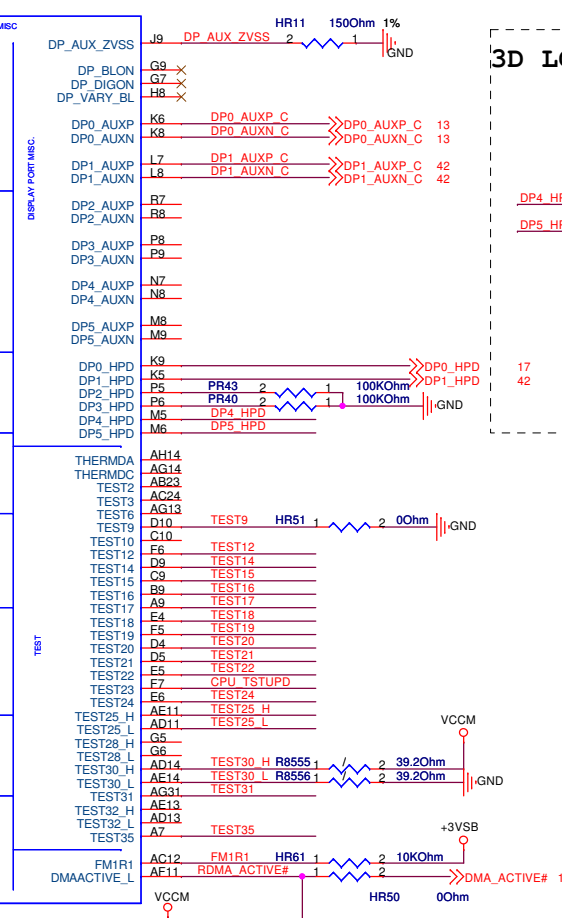 MISC
HR11 150Ohm 1%
DP_AUX_ZVSS J9 DP_AUX_ZVSS 2 1 GND
3D L
DP_BLON G9
DP_DIGON G7
DP_VARY_BL H8
DP0_AUXP K6 DP0_AUXP_C DP0_AUXP_C 13
DP0_AUXN K8 DP0_AUXN_C DP0_AUXN_C 13
DISPLAY PORT MISC.
DP1_AUXP L7 DP1_AUXP_C DP1_AUXP_C 42
DP1_AUXN L8 DP1_AUXN_C DP1_AUXN_C 42
DP2_AUXP R7
DP2_AUXN R8
DP4_H
DP5_H
DP3_AUXP P8
DP3_AUXN P9
DP4_AUXP N7
DP4_AUXN N8
DP5_AUXP M8
DP5_AUXN M9
DP0_HPD K9 DP0_HPD 17
DP1_HPD K5 DP1_HPD 42
DP2_HPD P5 PR43 2 1 100KOhm
DP3_HPD P6 PR40 2 1 100KOhm GND
DP4_HPD M5 DP4_HPD
DP5_HPD M6 DP5_HPD
THERMDA AH14
THERMDC AG14
TEST2 AB23
TEST3 AC24
TEST6 AG13
TEST9 D10 TEST9 HR51 1 2 0Ohm GND
TEST10 C10
TEST12 F6 TEST12
TEST14 D9 TEST14
TEST15 C9 TEST15
TEST16 B9 TEST16
TEST17 A9 TEST17
TEST18 E4 TEST18
TEST19 F5 TEST19
TEST
TEST20 D4 TEST20
TEST21 D5 TEST21
TEST22 E5 TEST22
TEST23 F7 CPU_TSTUPD
TEST24 E6 TEST24
TEST25_H AE11 TEST25_H
TEST25_L AD11 TEST25_L
VCCM
TEST28_H G5
TEST28_L G6
TEST30_H AD14 TEST30_H R8555 1 2 39.2Ohm
TEST30_L AE14 TEST30_L R8556 1 2 39.2Ohm GND
TEST31 AG31 TEST31
TEST32_H AE13
TEST32_L AD13
TEST35 A7 TEST35
+3VSB
FM1R1 AC12 FM1R1 HR61 1 2 10KOhm
DMAACTIVE_L AF11 RDMA_ACTIVE# 1 2 DMA_ACTIVE# 1
VCCM HR50 0Ohm